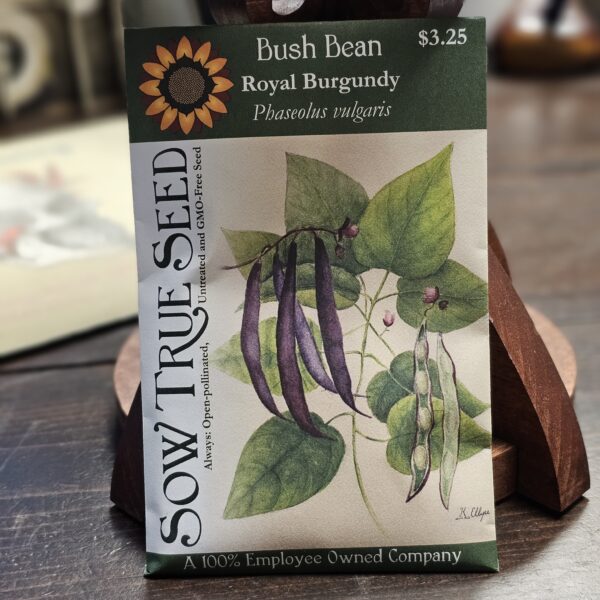 Bush Bean
$3.25
Royal Burgundy
Phaseolus vulgaris
SOW TRUE SEED
Always: Open-pollinated, Untreated and GMO-Free Seed
A 100% Employee Owned Company